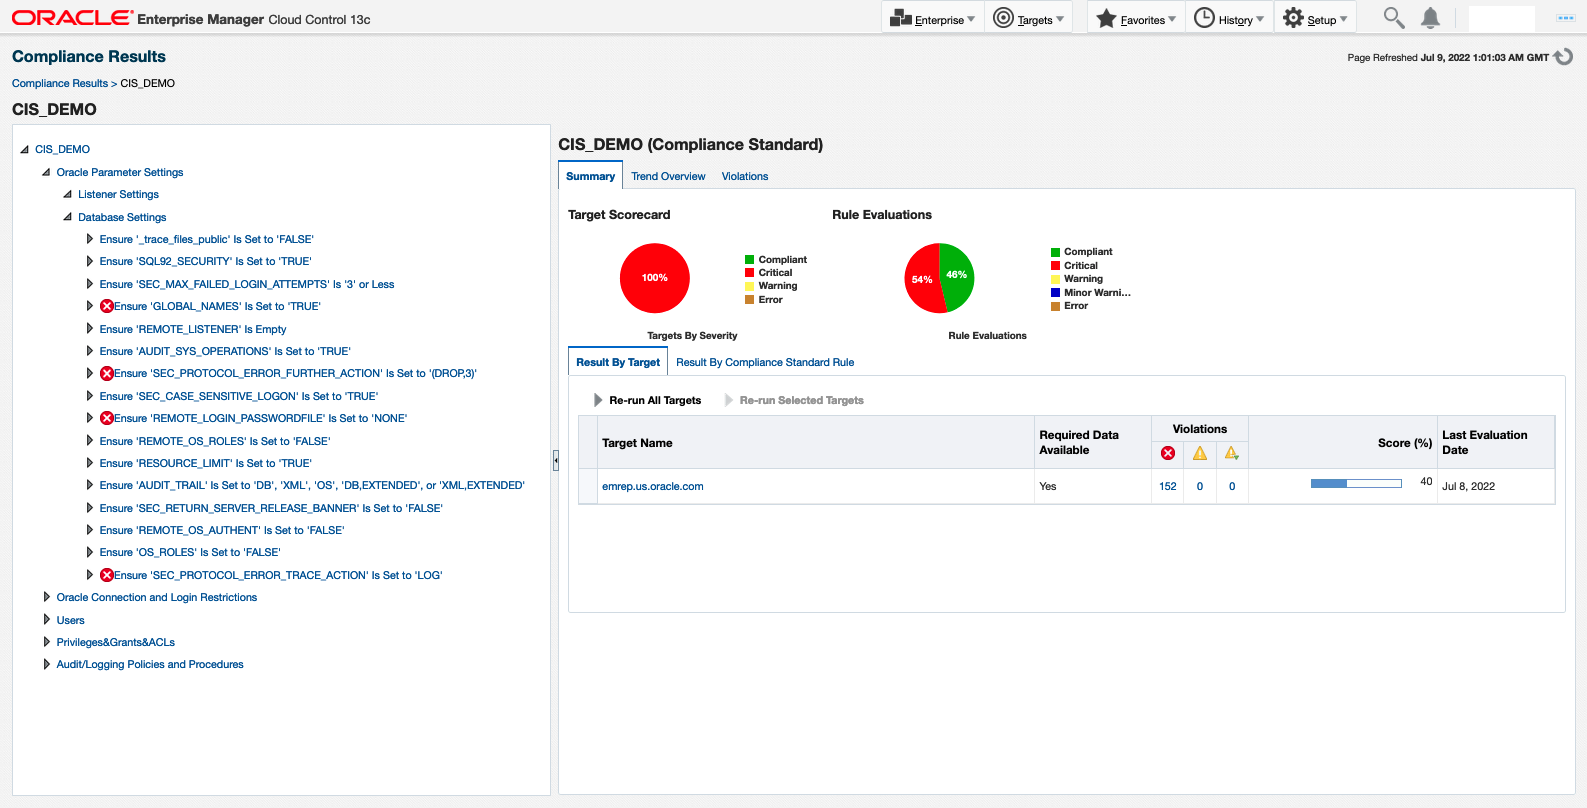 ORACLE Enterprise Manager Cloud Control 13c
Enterprise
Targets
Favorites
History
Setup
Compliance Results
Page Refreshed Jul 9, 2022 1:01:03 AM GMT
Compliance Results > CIS_DEMO
CIS_DEMO
CIS_DEMO
Oracle Parameter Settings
Listener Settings
Database Settings
Ensure '_trace_files_public' Is Set to 'FALSE'
Ensure 'SQL92_SECURITY' Is Set to 'TRUE'
Ensure 'SEC_MAX_FAILED_LOGIN_ATTEMPTS' Is '3' or Less
Ensure 'GLOBAL_NAMES' Is Set to 'TRUE'
Ensure 'REMOTE_LISTENER' Is Empty
Ensure 'AUDIT_SYS_OPERATIONS' Is Set to 'TRUE'
Ensure 'SEC_PROTOCOL_ERROR_FURTHER_ACTION' Is Set to '(DROP,3)'
Ensure 'SEC_CASE_SENSITIVE_LOGON' Is Set to 'TRUE'
Ensure 'REMOTE_LOGIN_PASSWORDFILE' Is Set to 'NONE'
Ensure 'REMOTE_OS_ROLES' Is Set to 'FALSE'
Ensure 'RESOURCE_LIMIT' Is Set to 'TRUE'
Ensure 'AUDIT_TRAIL' Is Set to 'DB', 'XML', 'OS', 'DB,EXTENDED', or 'XML,EXTENDED'
Ensure 'SEC_RETURN_SERVER_RELEASE_BANNER' Is Set to 'FALSE'
Ensure 'REMOTE_OS_AUTHENT' Is Set to 'FALSE'
Ensure 'OS_ROLES' Is Set to 'FALSE'
Ensure 'SEC_PROTOCOL_ERROR_TRACE_ACTION' Is Set to 'LOG'
Oracle Connection and Login Restrictions
Users
Privileges&Grants&ACLs
Audit/Logging Policies and Procedures
CIS_DEMO (Compliance Standard)
Summary
Trend Overview
Violations
Target Scorecard
100%
Compliant
Critical
Warning
Error
Targets By Severity
Rule Evaluations
54%
46%
Compliant
Critical
Warning
Minor Warni...
Error
Rule Evaluations
Result By Target
Result By Compliance Standard Rule
Re-run All Targets
Re-run Selected Targets
Target Name
Required Data
Available
Violations
Score (%)
Last Evaluation
Date
emrep.us.oracle.com
Yes
152
0
0
40
Jul 8, 2022